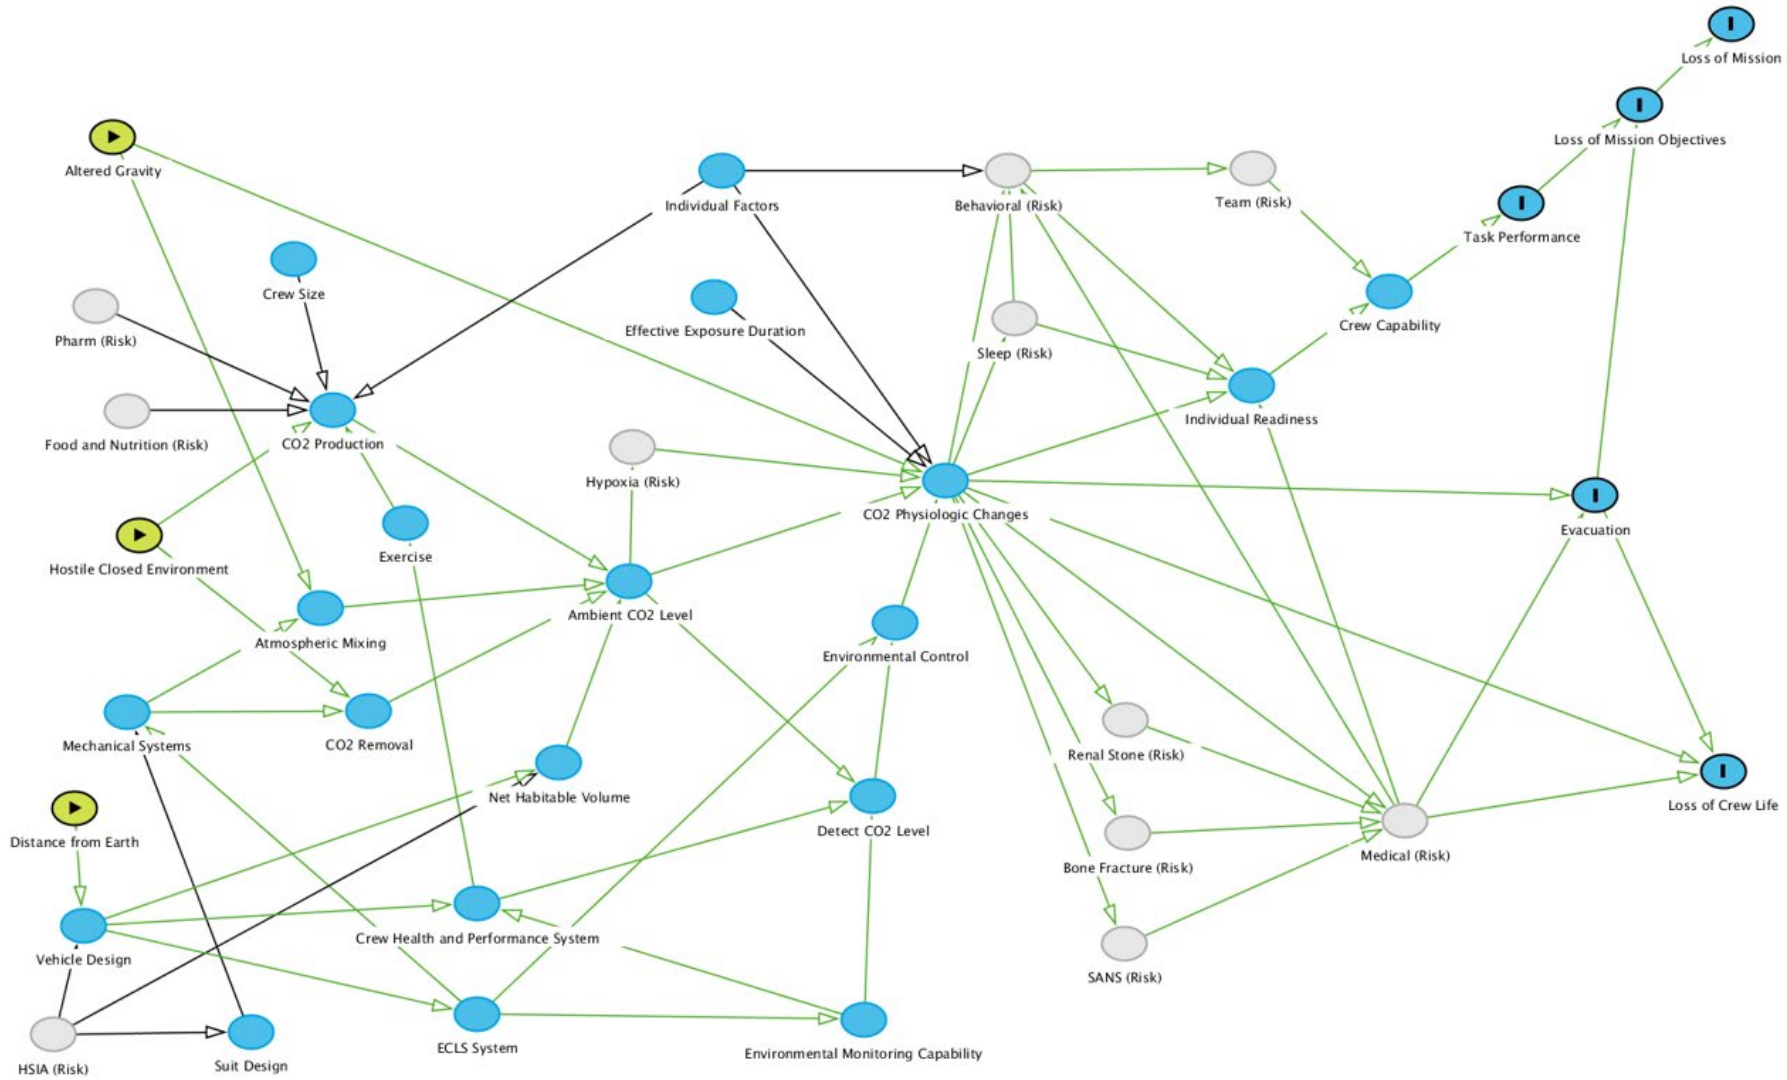 Loss of Mission
Loss of Mission Objectives
Altered Gravity
Individual Factors
Behavioral (Risk)
Team (Risk)
Task Performance
Crew Size
Pharm (Risk)
Effective Exposure Duration
Crew Capability
Sleep (Risk)
Food and Nutrition (Risk)
CO2 Production
Individual Readiness
Hypoxia (Risk)
CO2 Physiologic Changes
Evacuation
Exercise
Hostile Closed Environment
Ambient CO2 Level
Atmospheric Mixing
Environmental Control
Mechanical Systems
CO2 Removal
Renal Stone (Risk)
Net Habitable Volume
Loss of Crew Life
Distance from Earth
Detect CO2 Level
Medical (Risk)
Bone Fracture (Risk)
Crew Health and Performance System
Vehicle Design
SANS (Risk)
ECLS System
Environmental Monitoring Capability
HSIA (Risk)
Suit Design